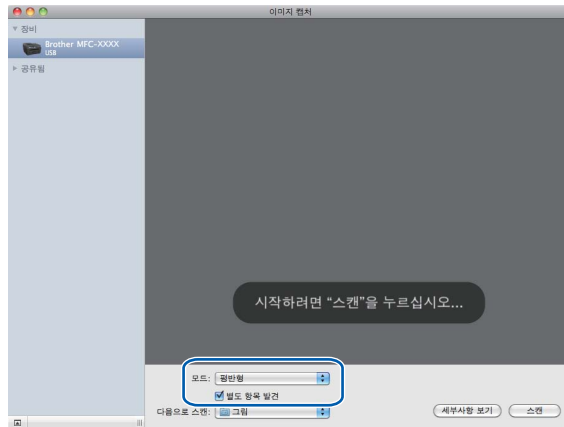 이미지 캡처
장비
Brother MFC-XXXX
USB
공유됨
시작하려면 “스캔”을 누르십시오...
모드: 평반형
별도 항목 발견
다음으로 스캔: 그림
세부사항 보기
스캔